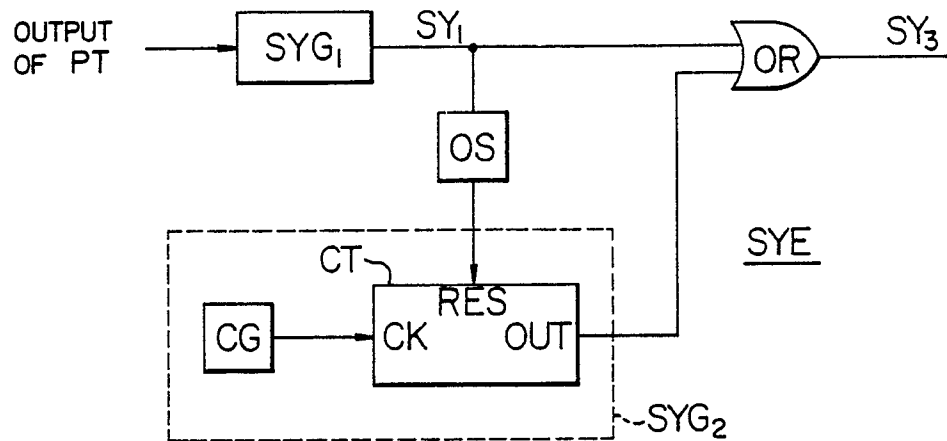 OUTPUT
OF PT
SYG₁
SY₁
OR
SY₃
OS
SYE
CT
RES
CG
CK
OUT
SYG₂